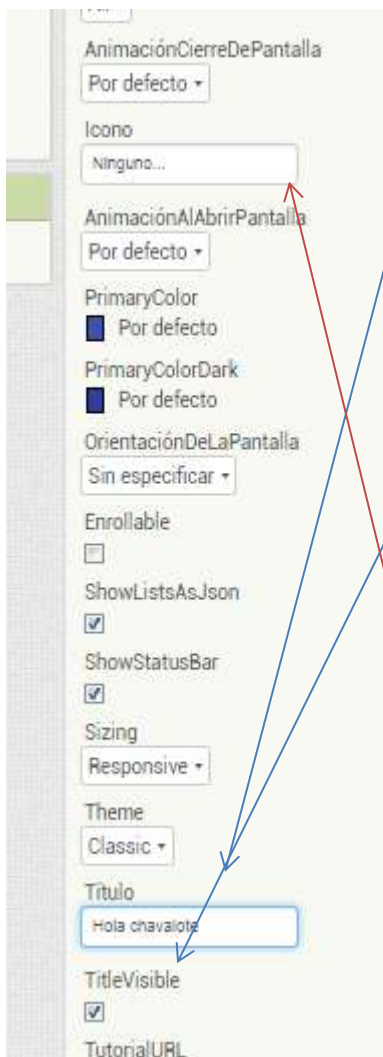 AnimaciónCierreDePantalla
Por defecto
Icono
Ninguno...
AnimaciónAlAbrirPantalla
Por defecto
PrimaryColor
Por defecto
PrimaryColorDark
Por defecto
OrientaciónDeLaPantalla
Sin especificar
Enrollable
ShowListsAsJson
ShowStatusBar
Sizing
Responsive
Theme
Classic
Título
Hola chavalote
TitleVisible
TutorialURL